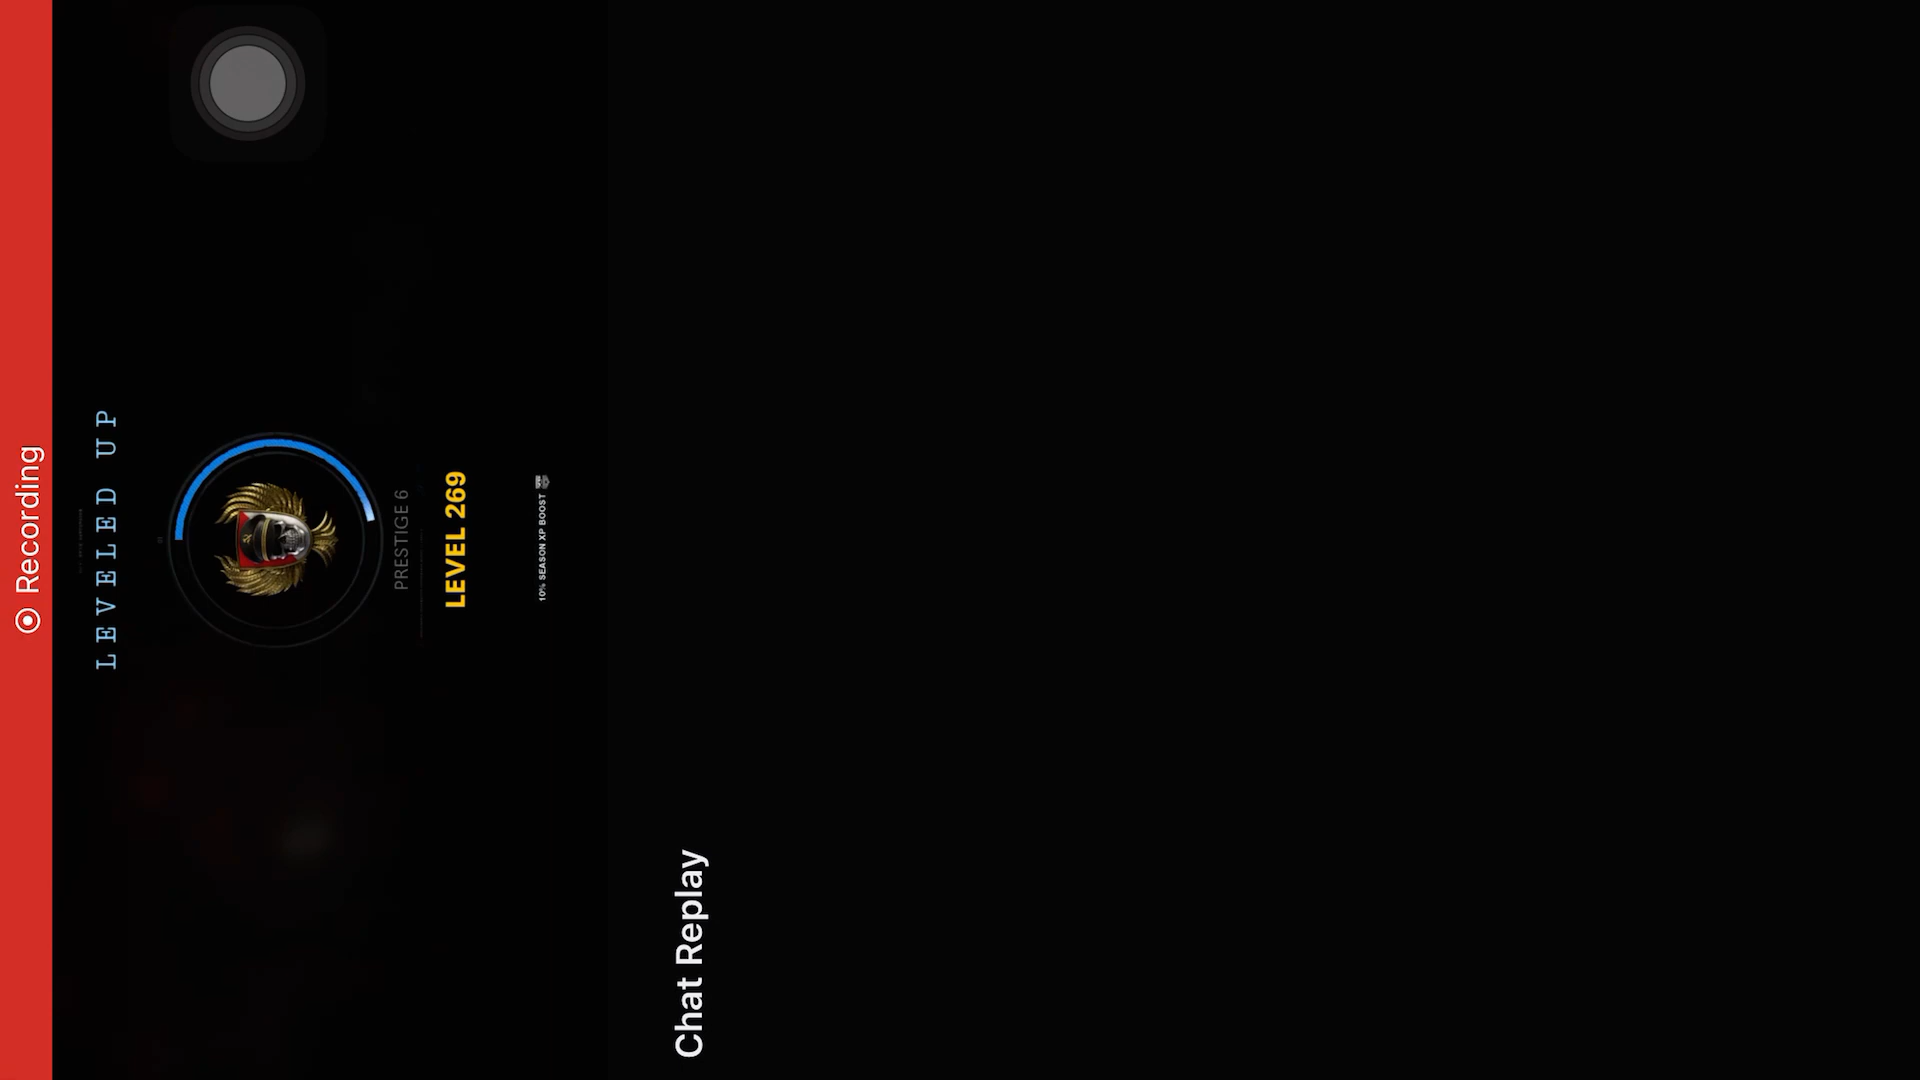 Recording
LEVELED UP
PRESTIGE 6
LEVEL 269
10% SEASON XP BOOST
Chat Replay